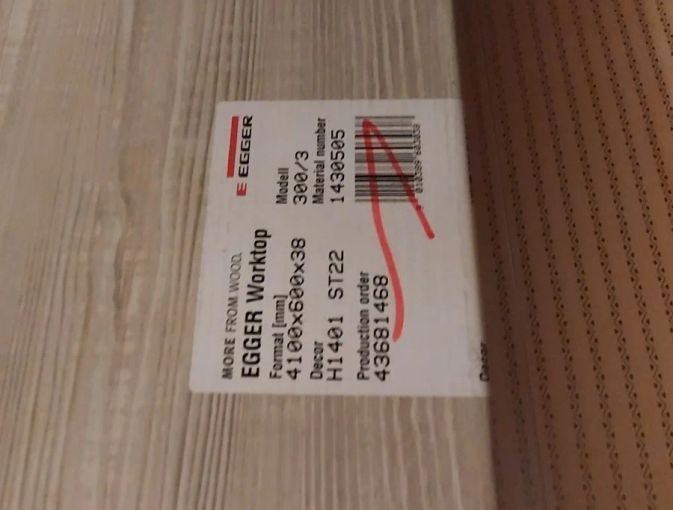 MORE FROM WOOD.
E EGGER
EGGER Worktop
Format [mm]
4100x600x38
Modell
300/3
Decor
H1401 ST22
Material number
1430505
Production order
43681468
Decor